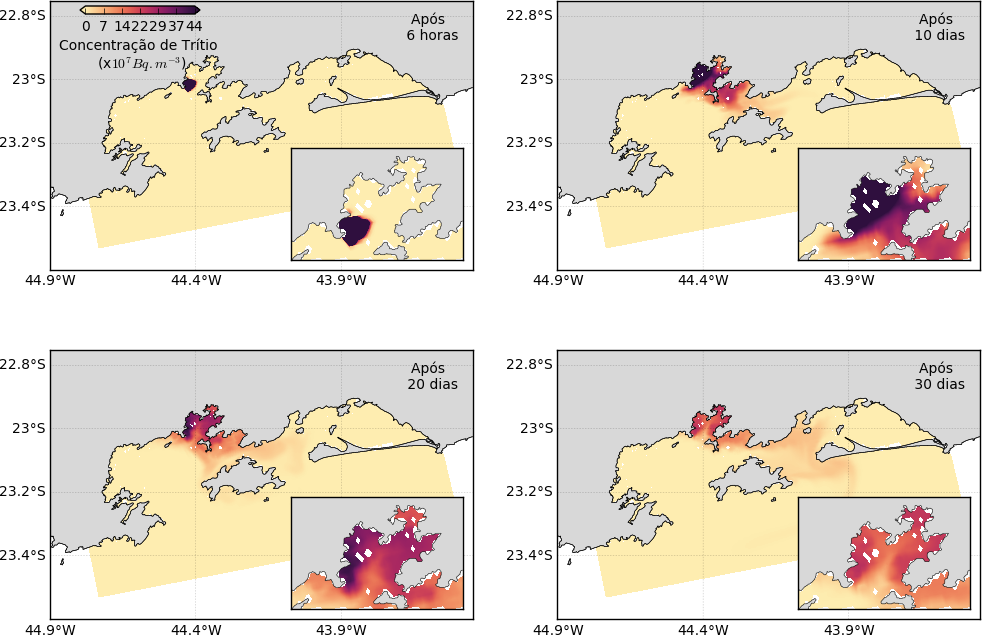 22.8°S
23°S
23.2°S
23.4°S
44.9°W 44.4°W 43.9°W
0 7 14 22 29 37 44
Concentração de Trítio
(x10⁷Bq.m⁻³)
Após
6 horas
Após
10 dias
23°S
23.2°S
23.4°S
22.8°S
44.9°W 44.4°W 43.9°W
22.8°S
23°S
23.2°S
23.4°S
44.9°W 44.4°W 43.9°W
Após
20 dias
22.8°S
23°S
23.2°S
23.4°S
44.9°W 44.4°W 43.9°W
Após
30 dias